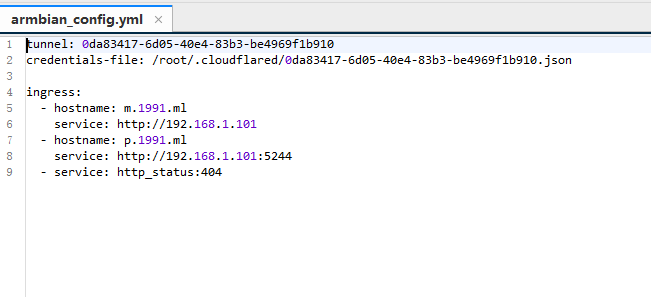 armbian_config.yml ×
1 tunnel: 0da83417-6d05-40e4-83b3-be4969f1b910
2 credentials-file: /root/.cloudflared/0da83417-6d05-40e4-83b3-be4969f1b910.json
3
4 ingress:
5   - hostname: m.1991.ml
6     service: http://192.168.1.101
7   - hostname: p.1991.ml
8     service: http://192.168.1.101:5244
9   - service: http_status:404